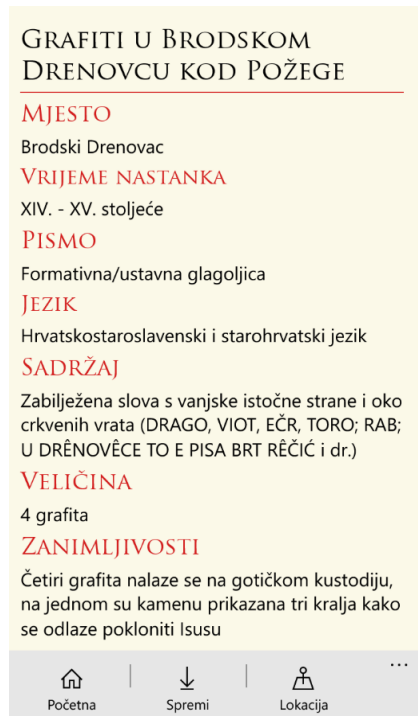 Grafiti u Brodskom
Drenovcu kod Požege
Mjesto
Brodski Drenovac
Vrijeme nastanka
XIV. - XV. stoljeće
Pismo
Formativna/ustavna glagoljica
Jezik
Hrvatskostaroslavenski i starohrvatski jezik
Sadržaj
Zabilježena slova s vanjske istočne strane i oko
crkvenih vrata (DRAGO, VIOT, EČR, TORO; RAB;
U DRÊNOVÊCE TO E PISA BRT RÊČIĆ i dr.)
Veličina
4 grafita
Zanimljivosti
Četiri grafita nalaze se na gotičkom kustodiju,
na jednom su kamenu prikazana tri kralja kako
se odlaze pokloniti Isusu
Početna
Spremi
Lokacija
...